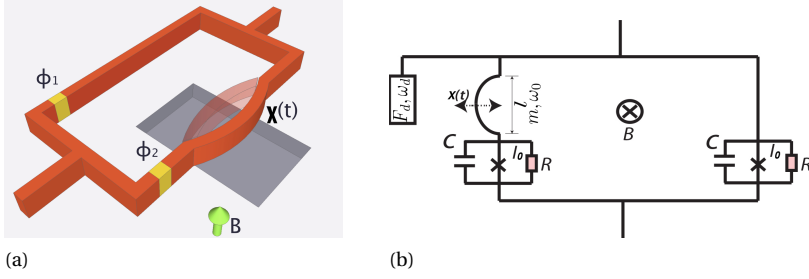 ϕ1
ϕ2
X(t)
B
(a)
F_d, ω_d
x(t)
l
m, ω0
B
C
I0
R
C
I0
R
(b)